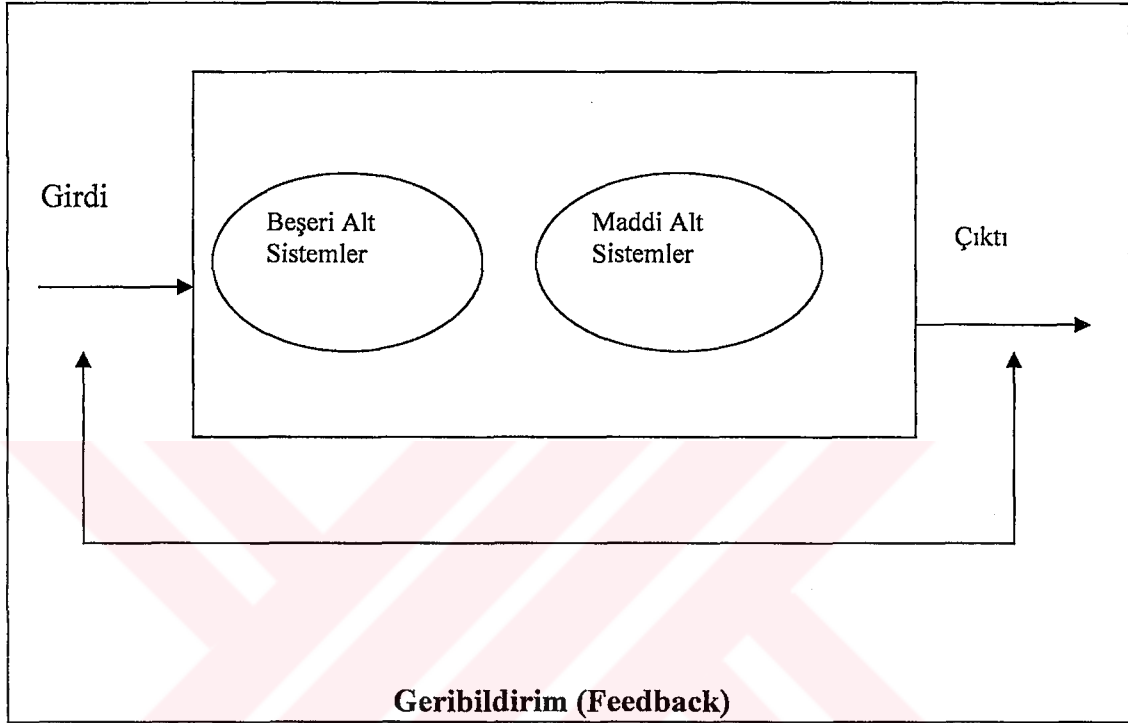 Girdi
Beşeri Alt
Sistemler
Maddi Alt
Sistemler
Çıktı
Geribildirim (Feedback)